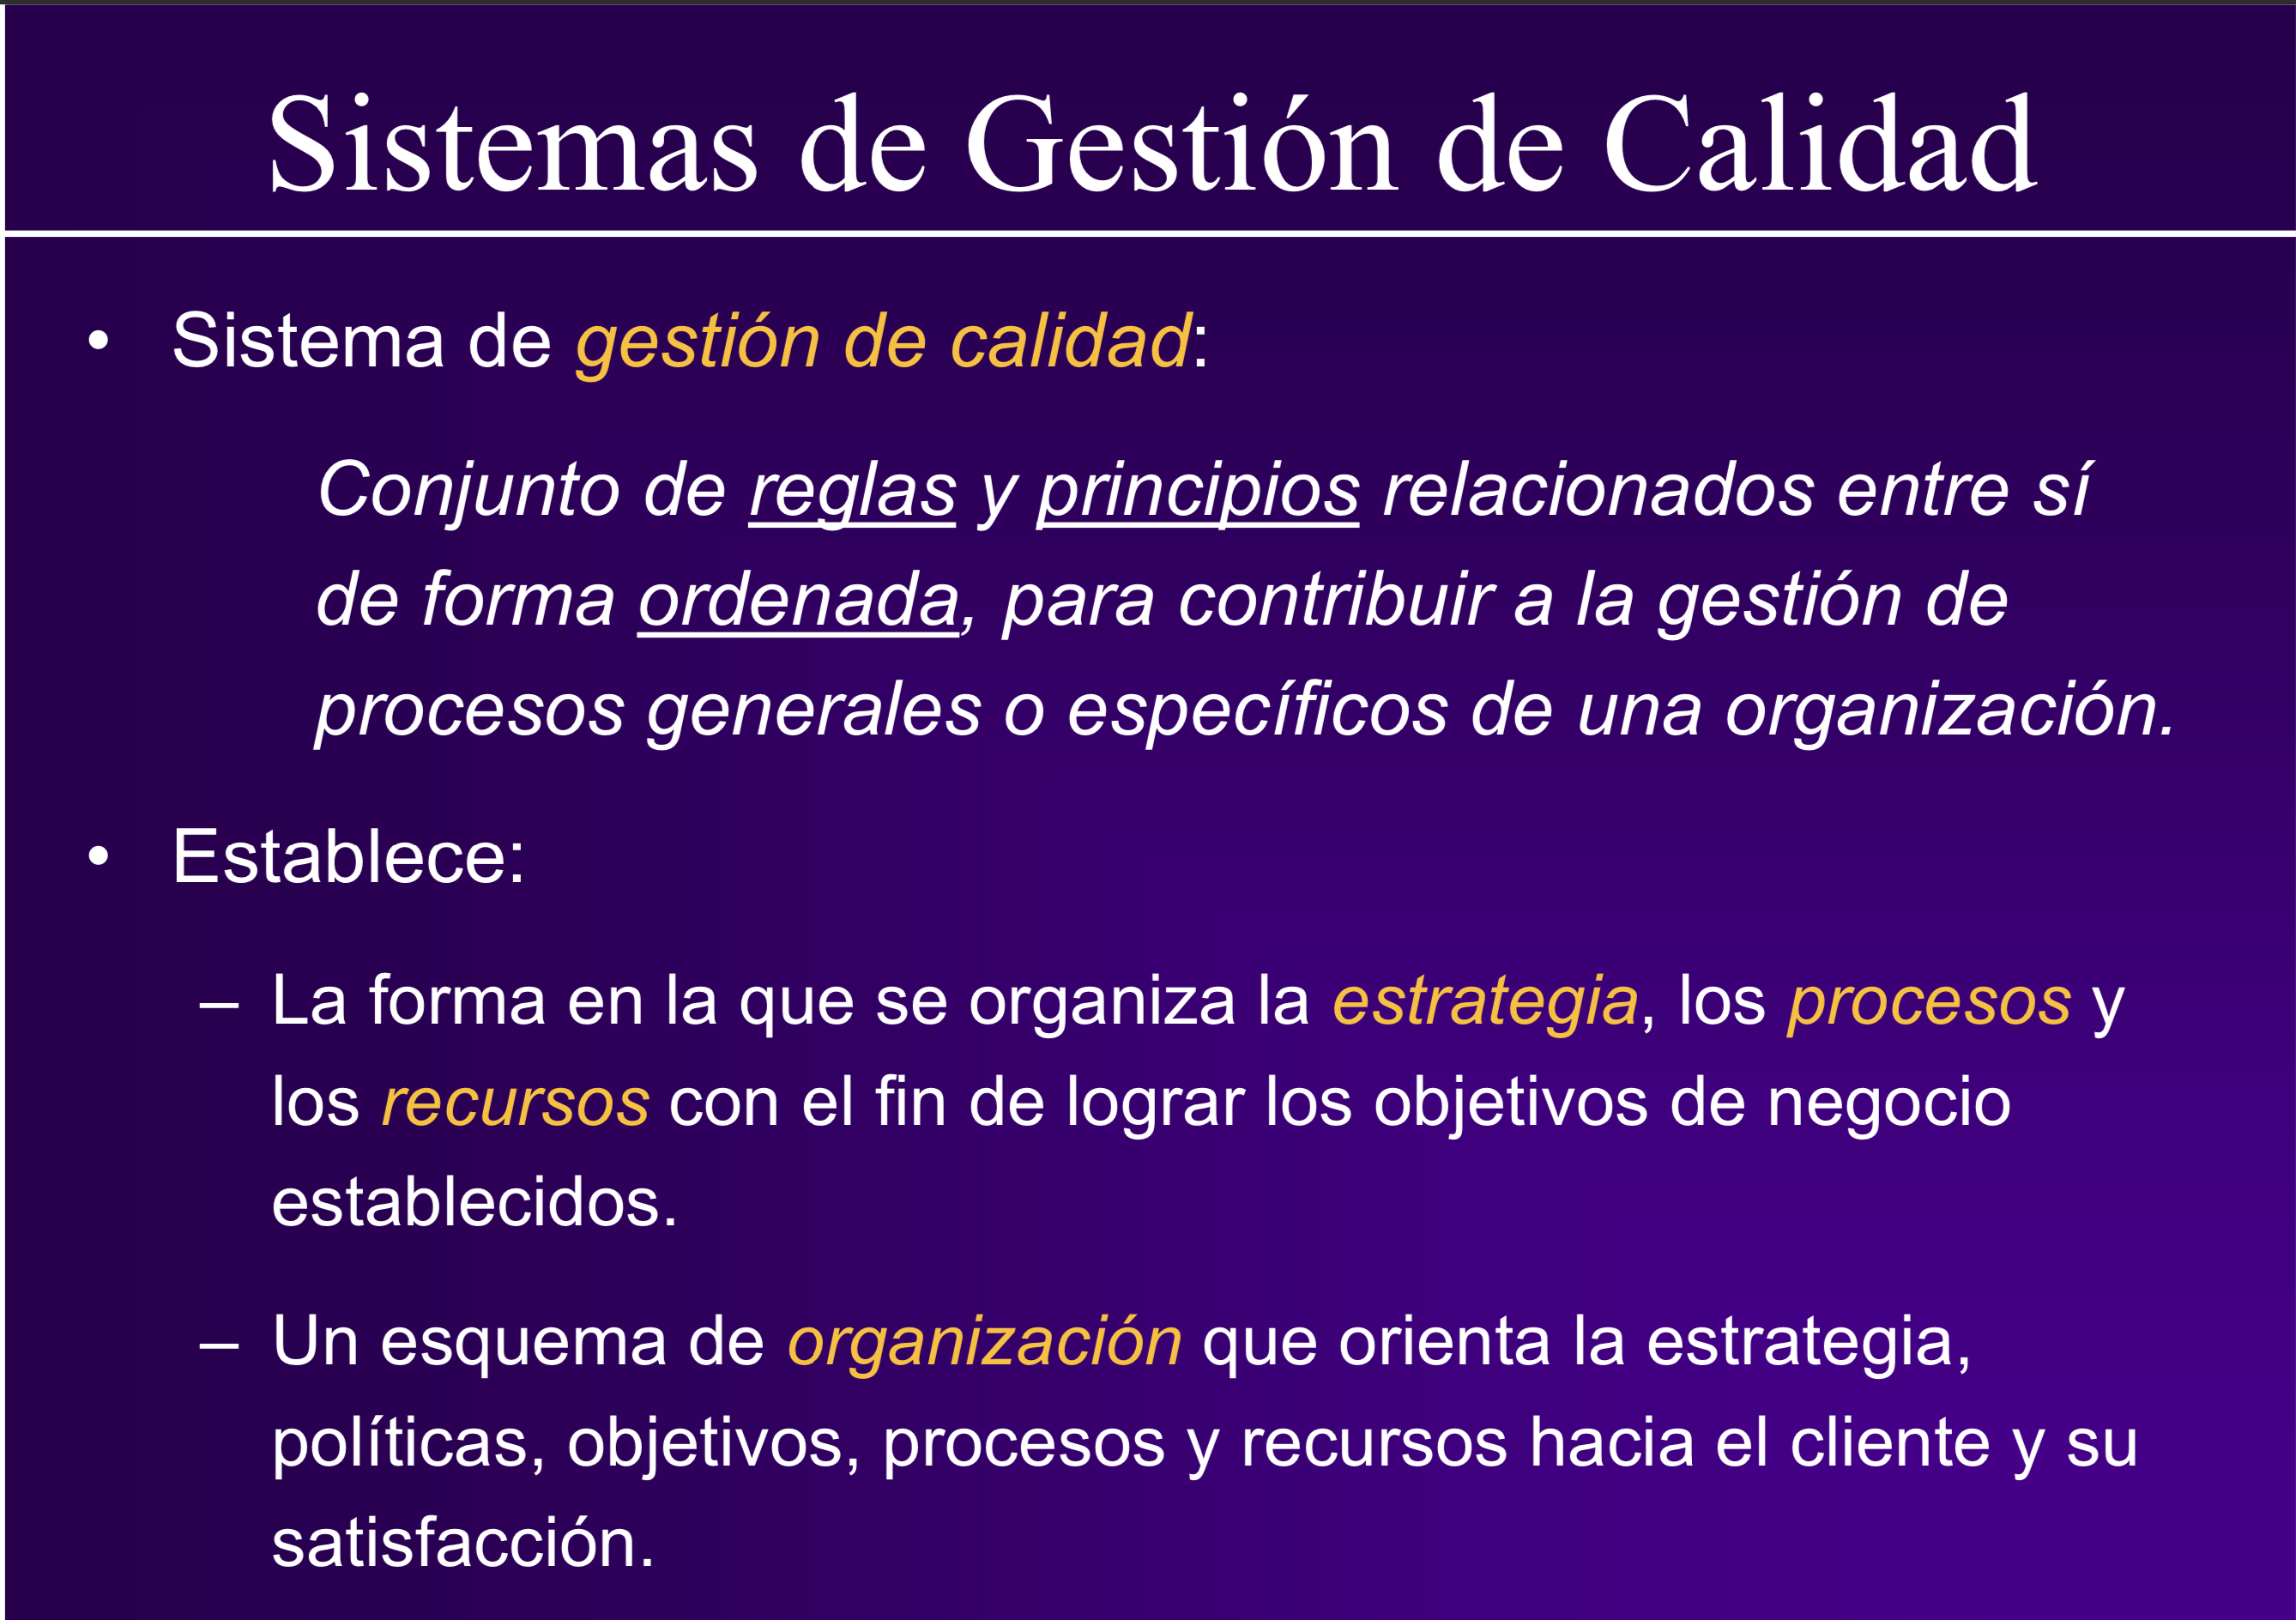 Sistemas de Gestión de Calidad
• Sistema de gestión de calidad:
Conjunto de reglas y principios relacionados entre sí
de forma ordenada, para contribuir a la gestión de
procesos generales o específicos de una organización.
• Establece:
– La forma en la que se organiza la estrategia, los procesos y
los recursos con el fin de lograr los objetivos de negocio
establecidos.
– Un esquema de organización que orienta la estrategia,
políticas, objetivos, procesos y recursos hacia el cliente y su
satisfacción.